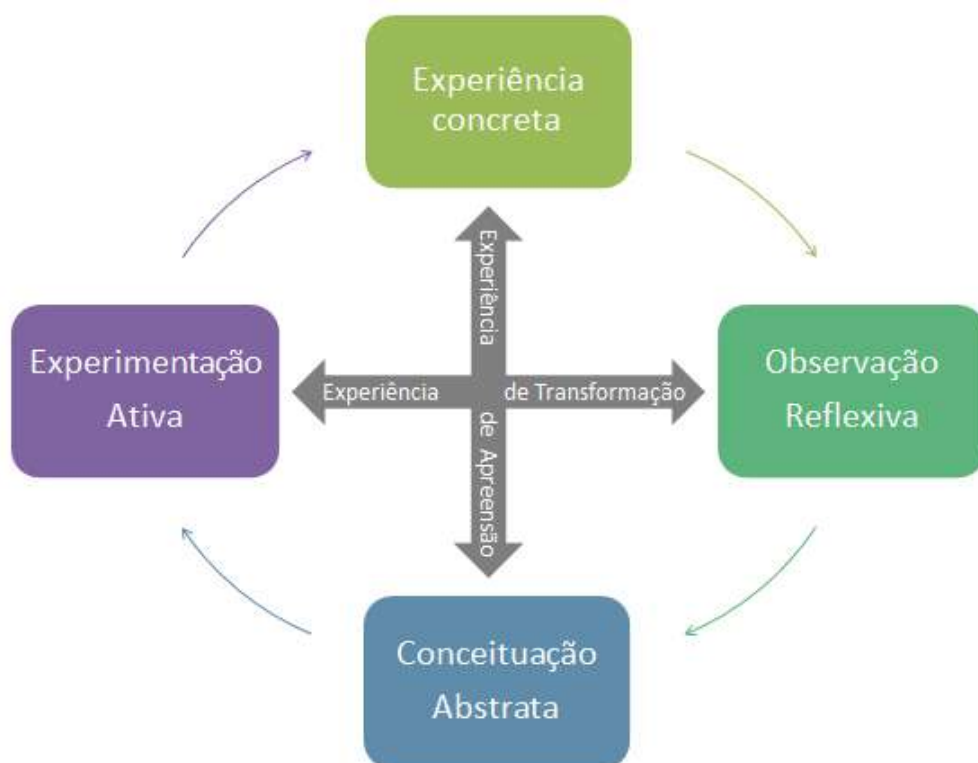 Experiência
concreta
Experiência
de Apreensão
Experimentação
Ativa
Experiência de Transformação
Observação
Reflexiva
Conceituação
Abstrata